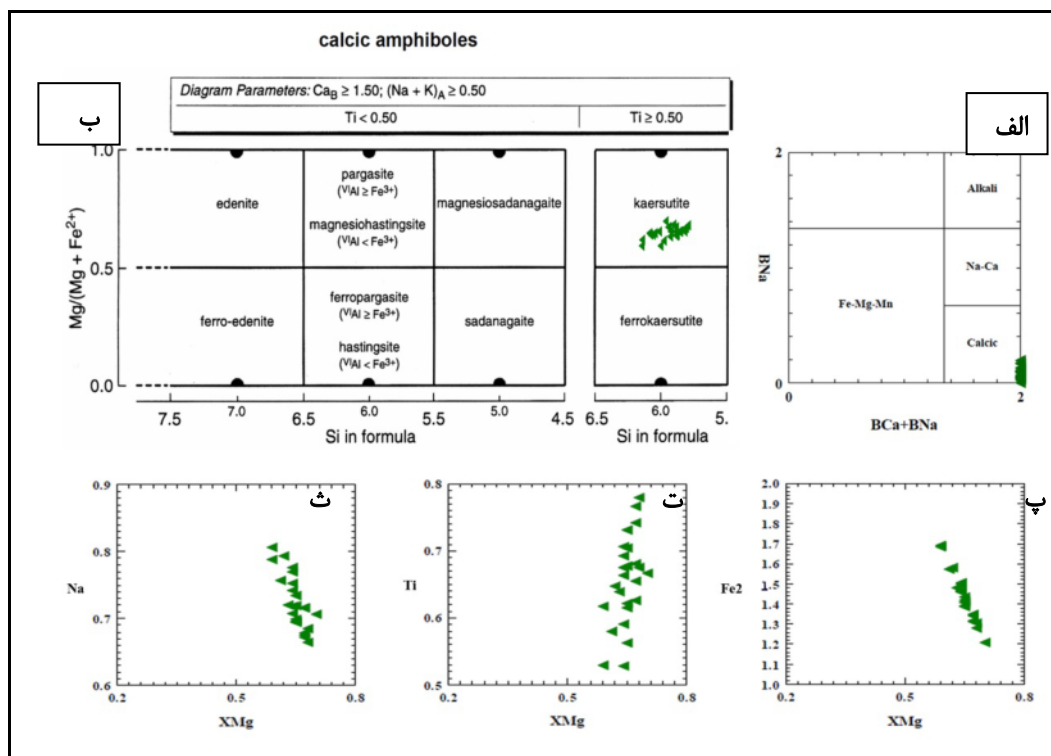 calcic amphiboles
ب
Diagram Parameters: CaB ≥ 1.50; (Na + K)A ≥ 0.50
Ti < 0.50
Ti ≥ 0.50
1.0
0.5
0.0
Mg/(Mg + Fe2+)
edenite
pargasite
(VIAl ≥ Fe3+)
magnesiohastingsite
(VIAl < Fe3+)
magnesiosadanagaite
kaersutite
ferro-edenite
ferropargasite
(VIAl ≥ Fe3+)
hastingsite
(VIAl < Fe3+)
sadanagaite
ferrokaersutite
7.5 7.0 6.5 6.0 5.5 5.0 4.5
Si in formula
6.5 6.0 5.
Si in formula
الف
2
BNa
0
Alkali
Na-Ca
Fe-Mg-Mn
Calcic
0 2
BCa+BNa
ث
0.9
0.8
0.7
0.6
Na
0.2 0.5 0.8
XMg
ت
0.8
0.7
0.6
0.5
Ti
0.2 0.5 0.8
XMg
پ
2.0
1.9
1.8
1.7
1.6
1.5
1.4
1.3
1.2
1.1
1.0
Fe2
0.2 0.5 0.8
XMg